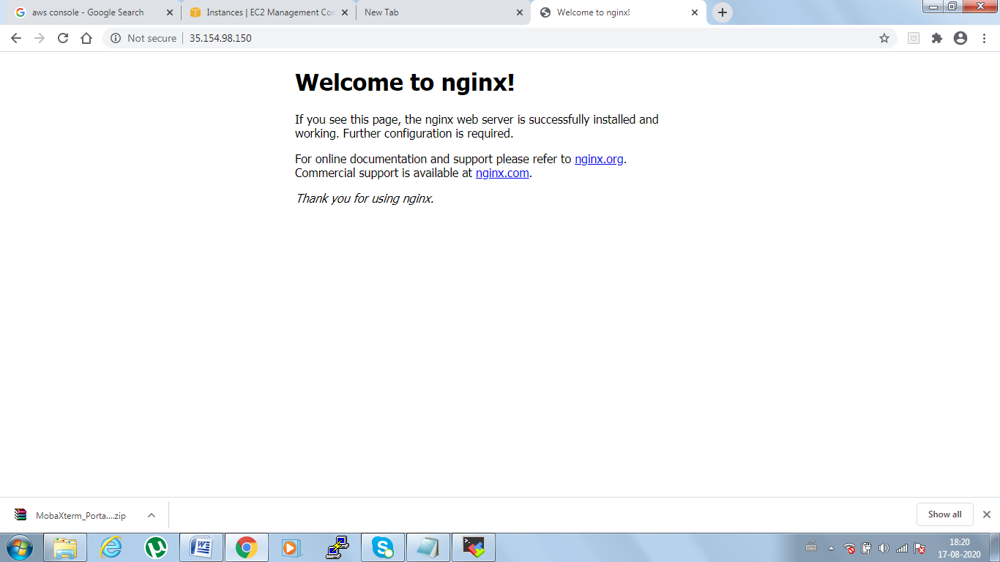 aws console - Google Search
Instances | EC2 Management Cor
New Tab
Welcome to nginx!
Not secure
35.154.98.150
Welcome to nginx!
If you see this page, the nginx web server is successfully installed and
working. Further configuration is required.
For online documentation and support please refer to nginx.org.
Commercial support is available at nginx.com.
Thank you for using nginx.
MobaXterm_Porta....zip
Show all
18:20
17-08-2020